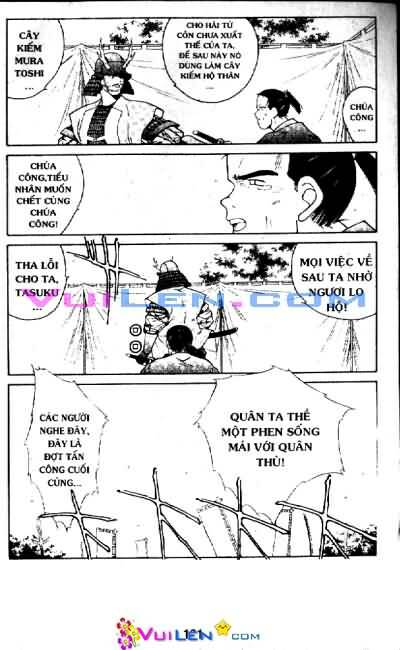 CÂY
KIẾM
MURA
TOSHI
...
CHO HÀI TỬ
CÒN CHƯA XUẤT
THẾ CỦA TA,
ĐỂ SAU NÀY NÓ
DÙNG LÀM CÂY
KIẾM HỘ THÂN
...
CHÚA
CÔNG
...
CHÚA
CÔNG,TIỂU
NHÂN MUỐN
CHẾT CÙNG
CHÚA
CÔNG!
THA LỖI
CHO TA,
TASUKU
...
MỌI VIỆC VỀ
SAU TA NHỜ
NGƯƠI LO
HỘ!
VUILEN.COM
CÁC NGƯƠI
NGHE ĐÂY,
ĐÂY LÀ
ĐỢT TẤN
CÔNG CUỐI
CÙNG...
QUÂN TA THỀ
MỘT PHEN SỐNG
MÁI VỚI QUÂN
THÙ!
VUILEN
.COM